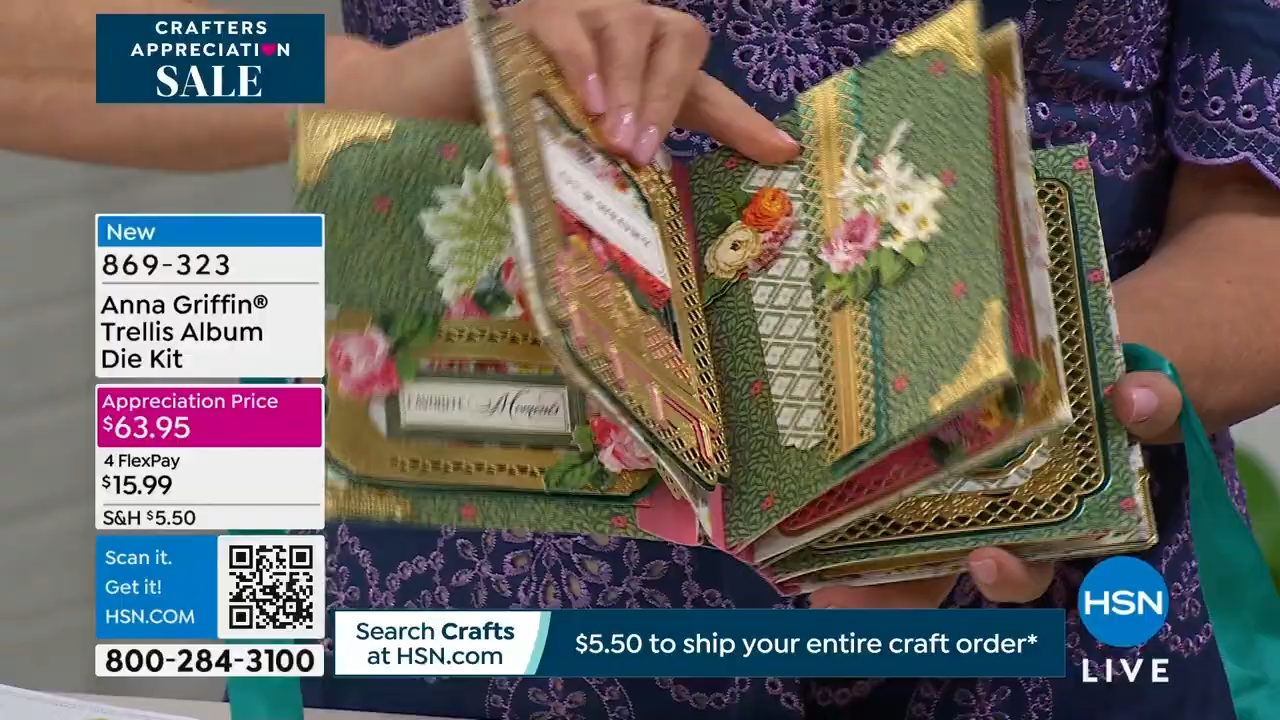 CRAFTERS
APPRECIATION
SALE
New
869-323
Anna Griffin®
Trellis Album
Die Kit
Appreciation Price
$63.95
4 FlexPay
$15.99
S&H $5.50
Scan it.
Get it!
HSN.COM
800-284-3100
Search Crafts
at HSN.com
$5.50 to ship your entire craft order*
HSN
LIVE
Moments